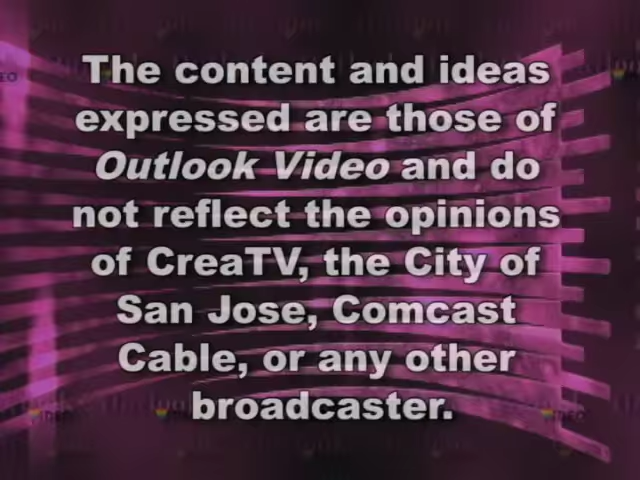 The content and ideas
expressed are those of
Outlook Video and do
not reflect the opinions
of CreaTV, the City of
San Jose, Comcast
Cable, or any other
broadcaster.